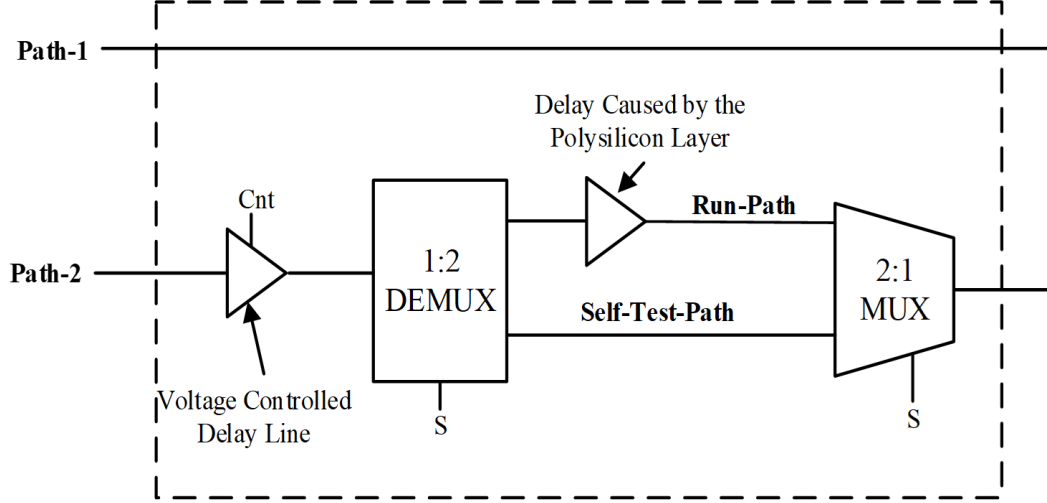 Path-1
Delay Caused by the
Polysilicon Layer
Cnt
Run-Path
Path-2
1:2
DEMUX
2:1
MUX
Self-Test-Path
Voltage Controlled
Delay Line
S
S